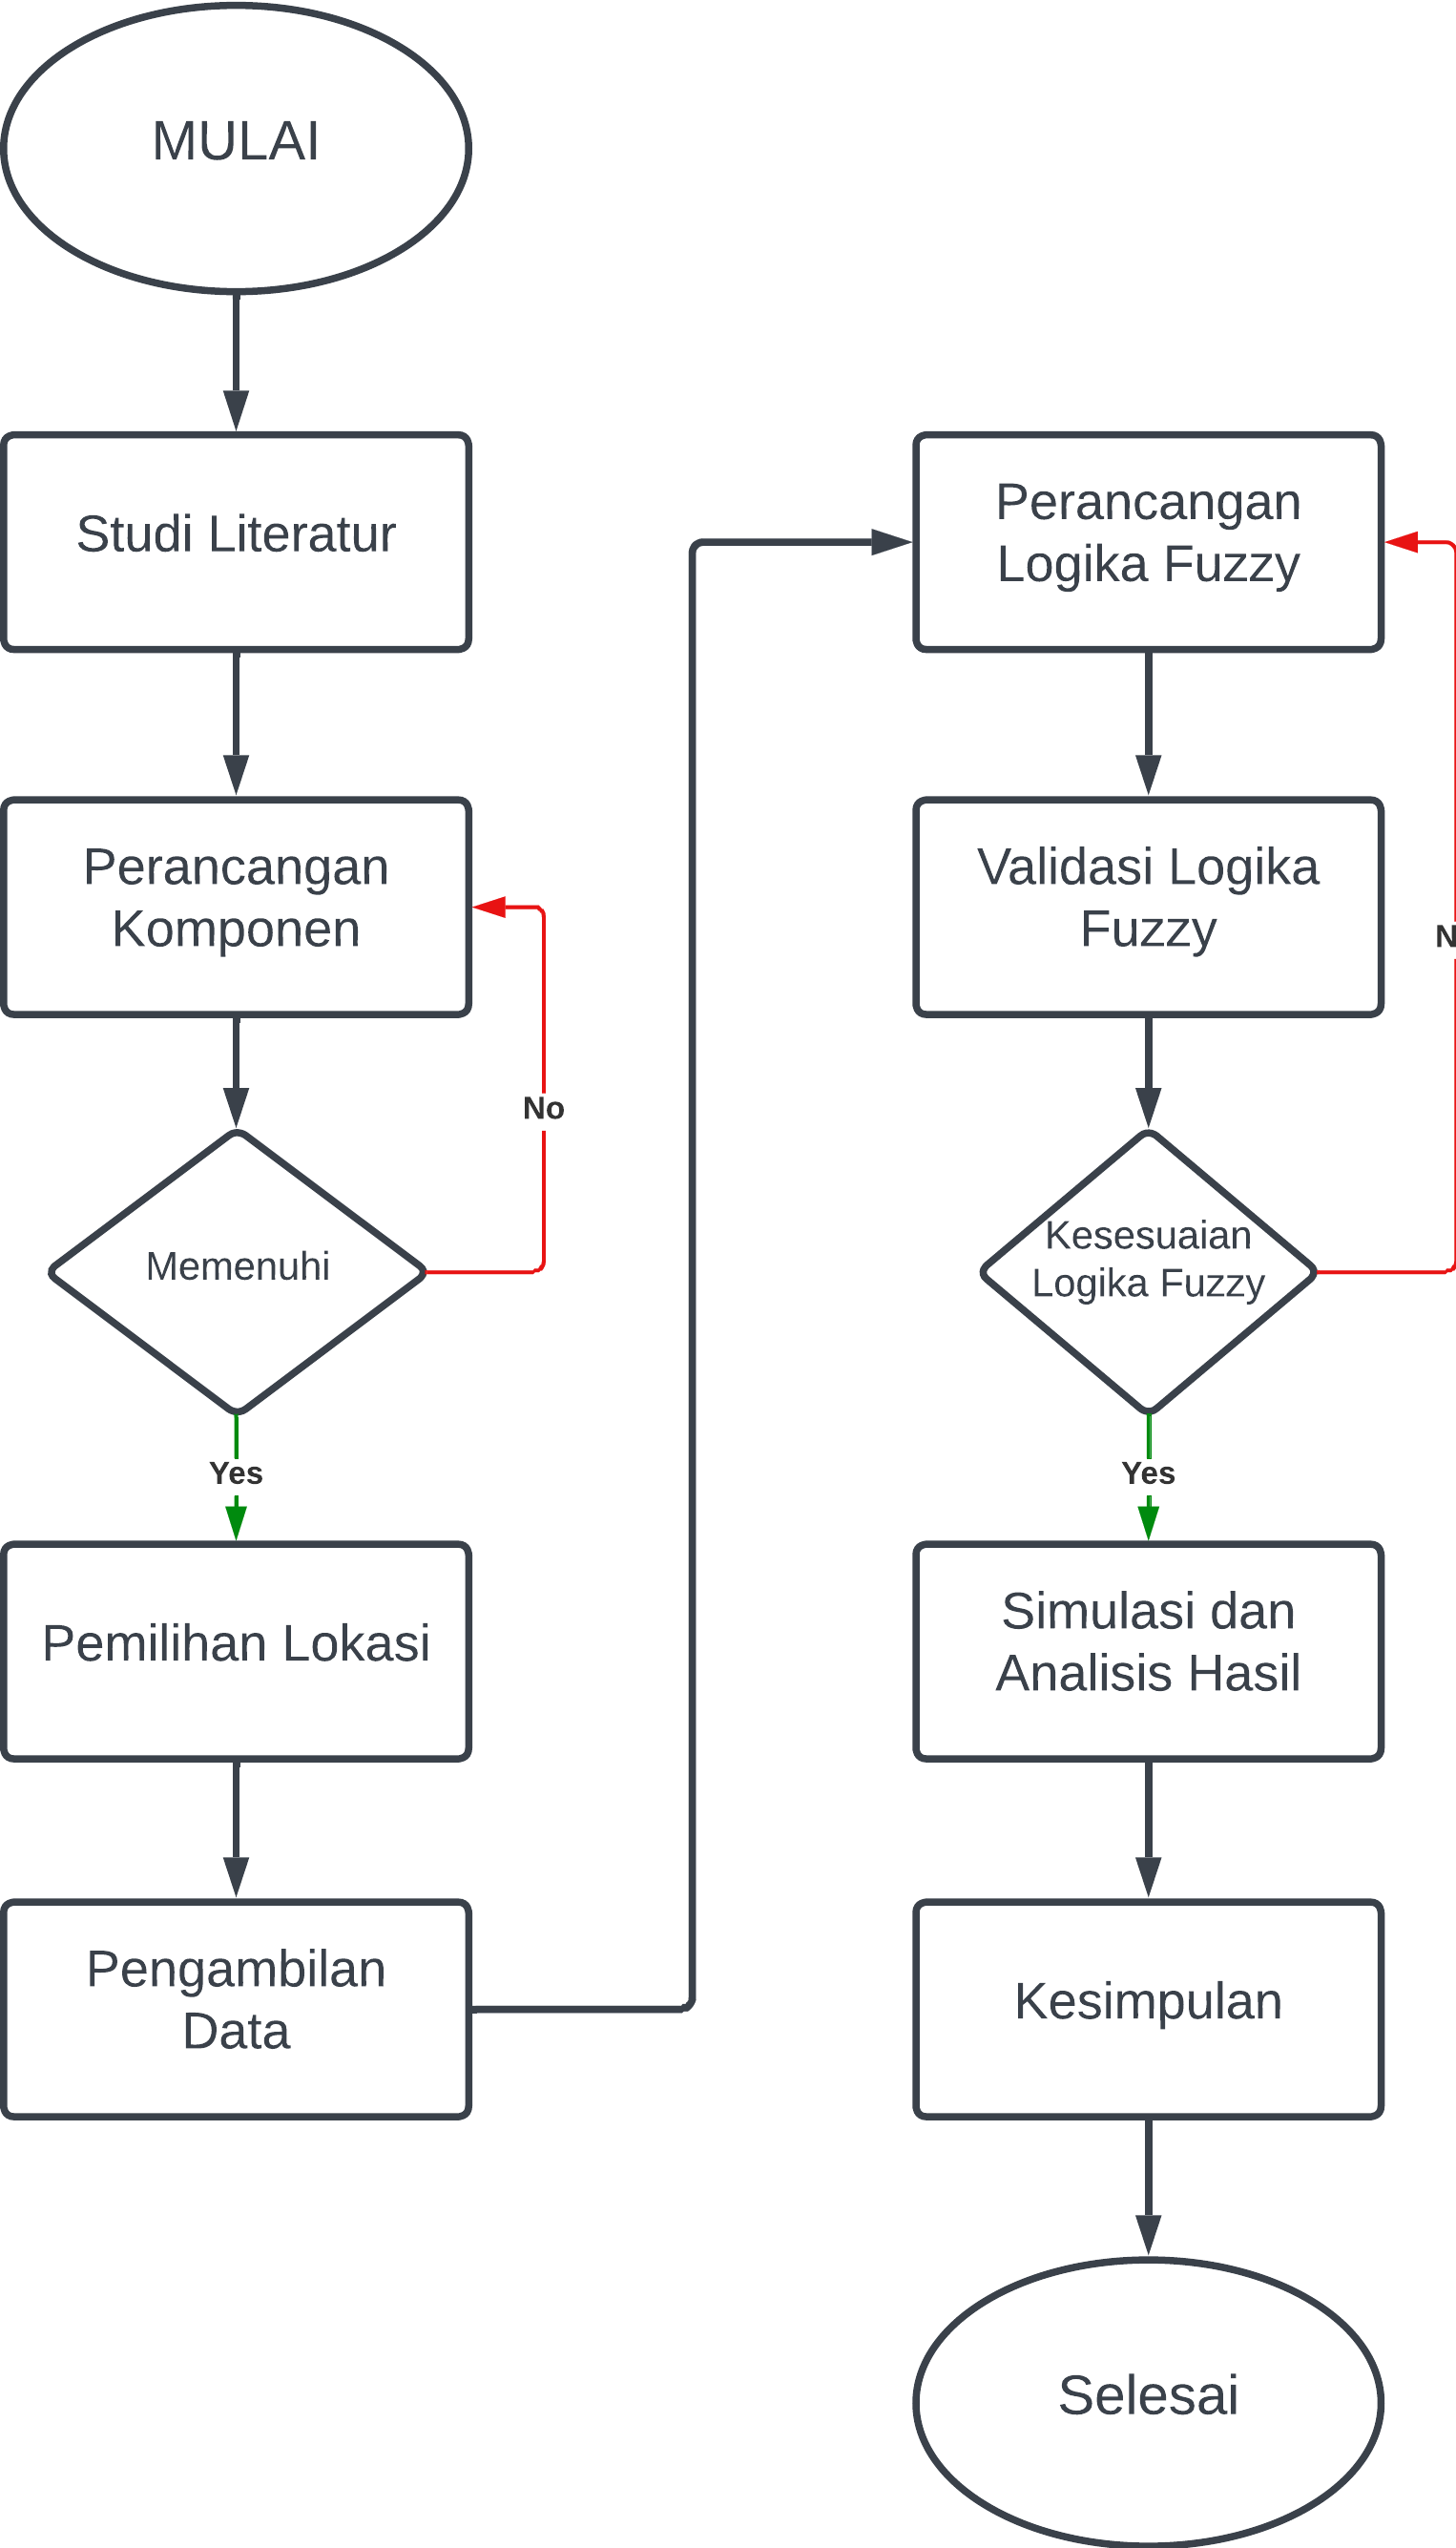 MULAI
Studi Literatur
Perancangan
Komponen
No
Memenuhi
Yes
Pemilihan Lokasi
Pengambilan
Data
Perancangan
Logika Fuzzy
Validasi Logika
Fuzzy
Kesesuaian
Logika Fuzzy
Yes
Simulasi dan
Analisis Hasil
Kesimpulan
Selesai